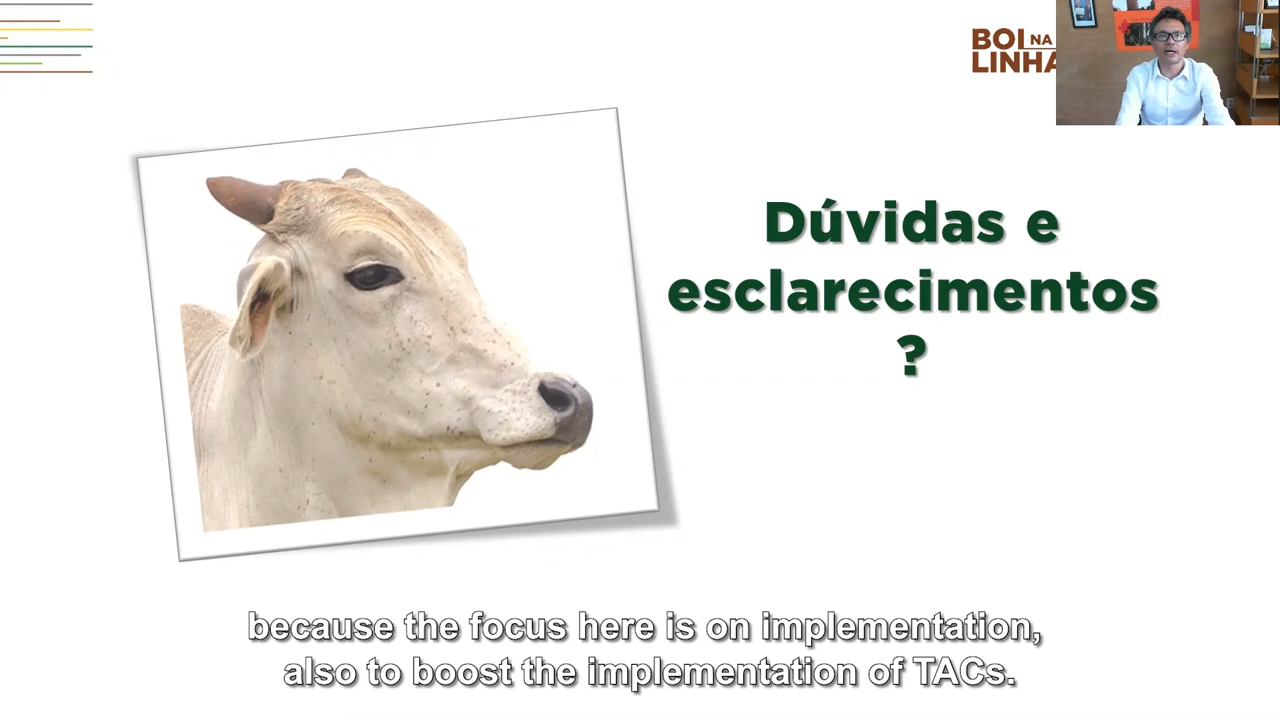 BOI NA
LINHA
Dúvidas e
esclarecimentos
?
because the focus here is on implementation,
also to boost the implementation of TACs.